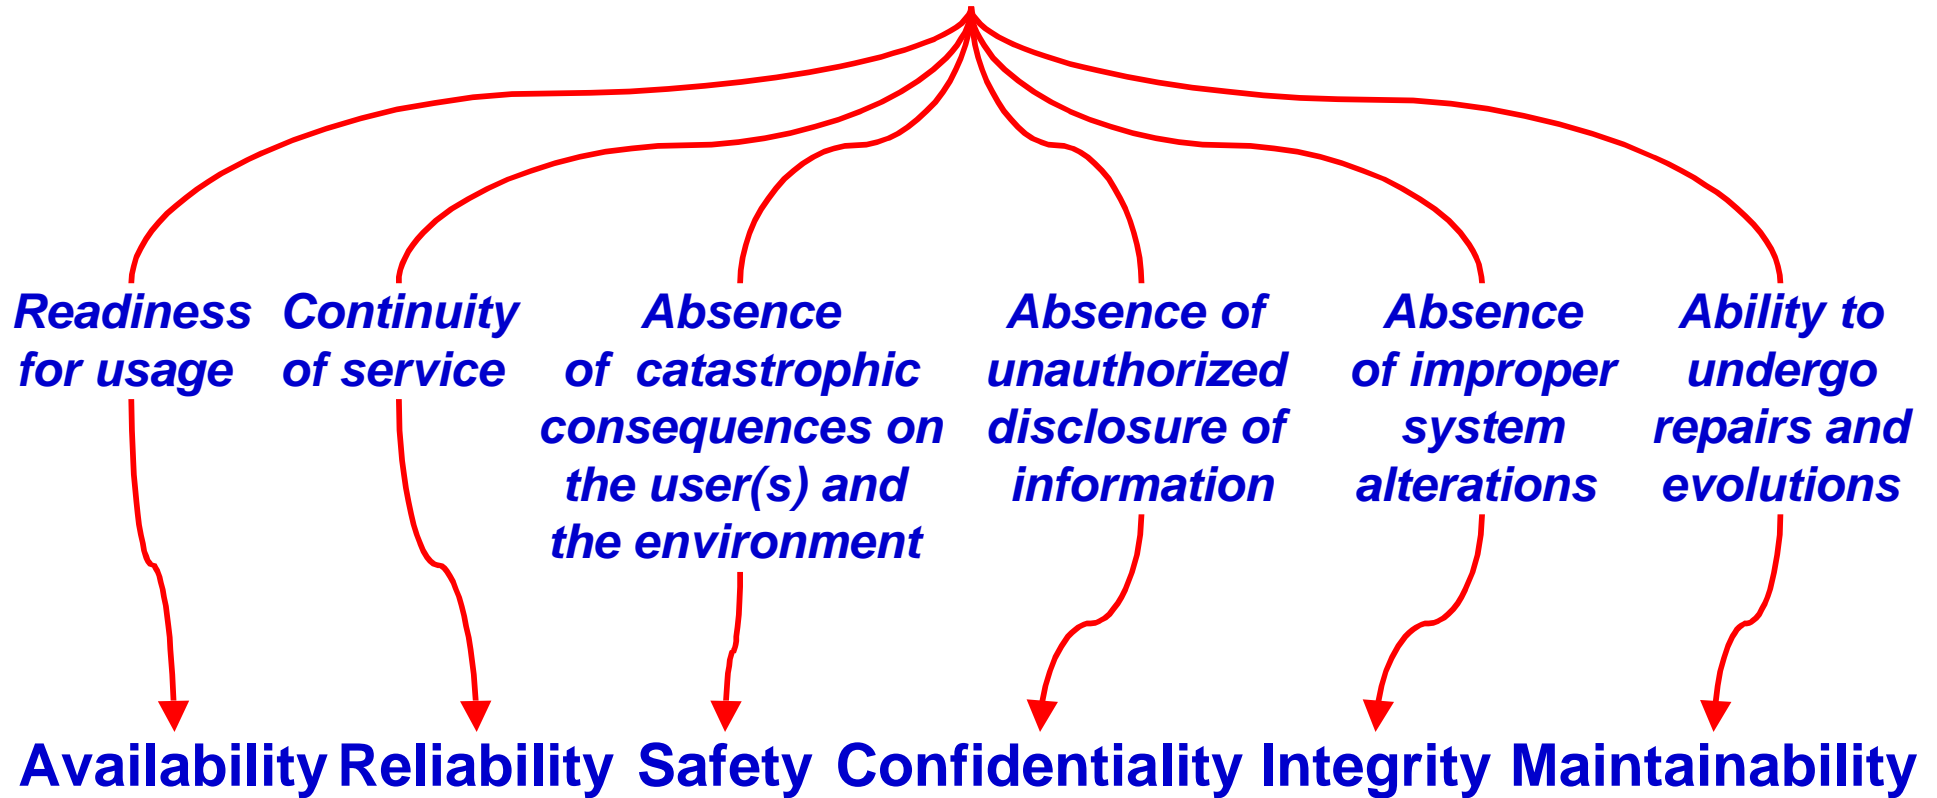 Readiness
for usage
Continuity
of service
Absence
of catastrophic
consequences on
the user(s) and
the environment
Absence of
unauthorized
disclosure of
information
Absence
of improper
system
alterations
Ability to
undergo
repairs and
evolutions
Availability Reliability Safety Confidentiality Integrity Maintainability